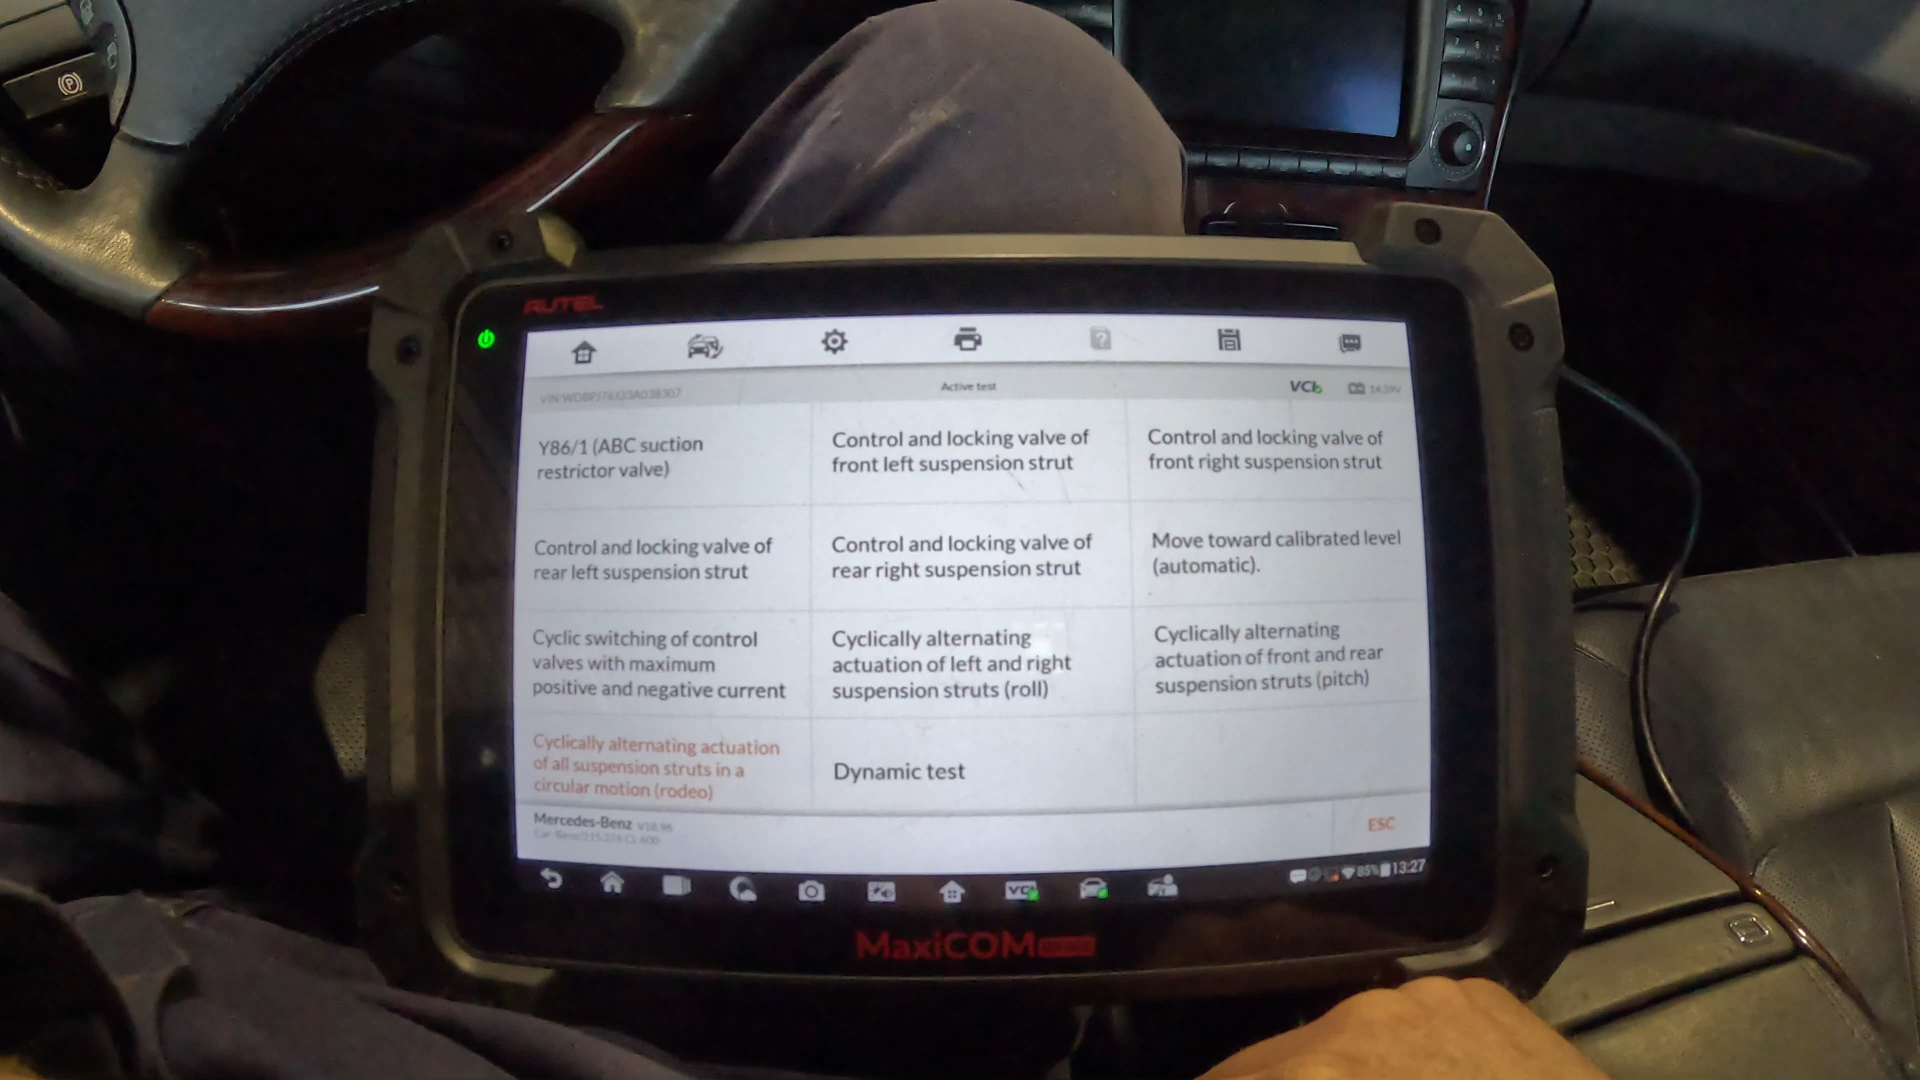 AUTEL
Active test
VCI
14.59V
Y86/1 (ABC suction
restrictor valve)
Control and locking valve of
front left suspension strut
Control and locking valve of
front right suspension strut
Control and locking valve of
rear left suspension strut
Control and locking valve of
rear right suspension strut
Move toward calibrated level
(automatic).
Cyclic switching of control
valves with maximum
positive and negative current
Cyclically alternating
actuation of left and right
suspension struts (roll)
Cyclically alternating
actuation of front and rear
suspension struts (pitch)
Cyclically alternating actuation
of all suspension struts in a
circular motion (rodeo)
Dynamic test
Mercedes-Benz
ESC
VCI
85%
13:27
MaxiCOM